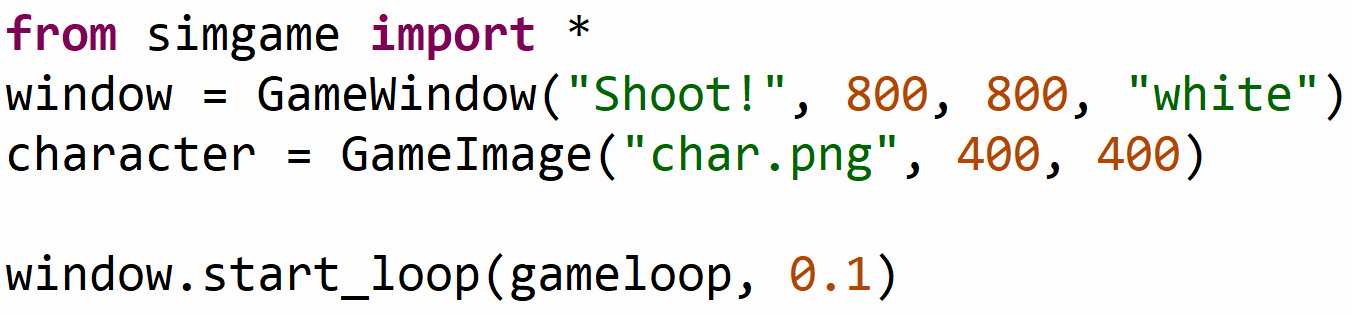 from simgame import *
window = GameWindow("Shoot!", 800, 800, "white")
character = GameImage("char.png", 400, 400)
window.start_loop(gameloop, 0.1)